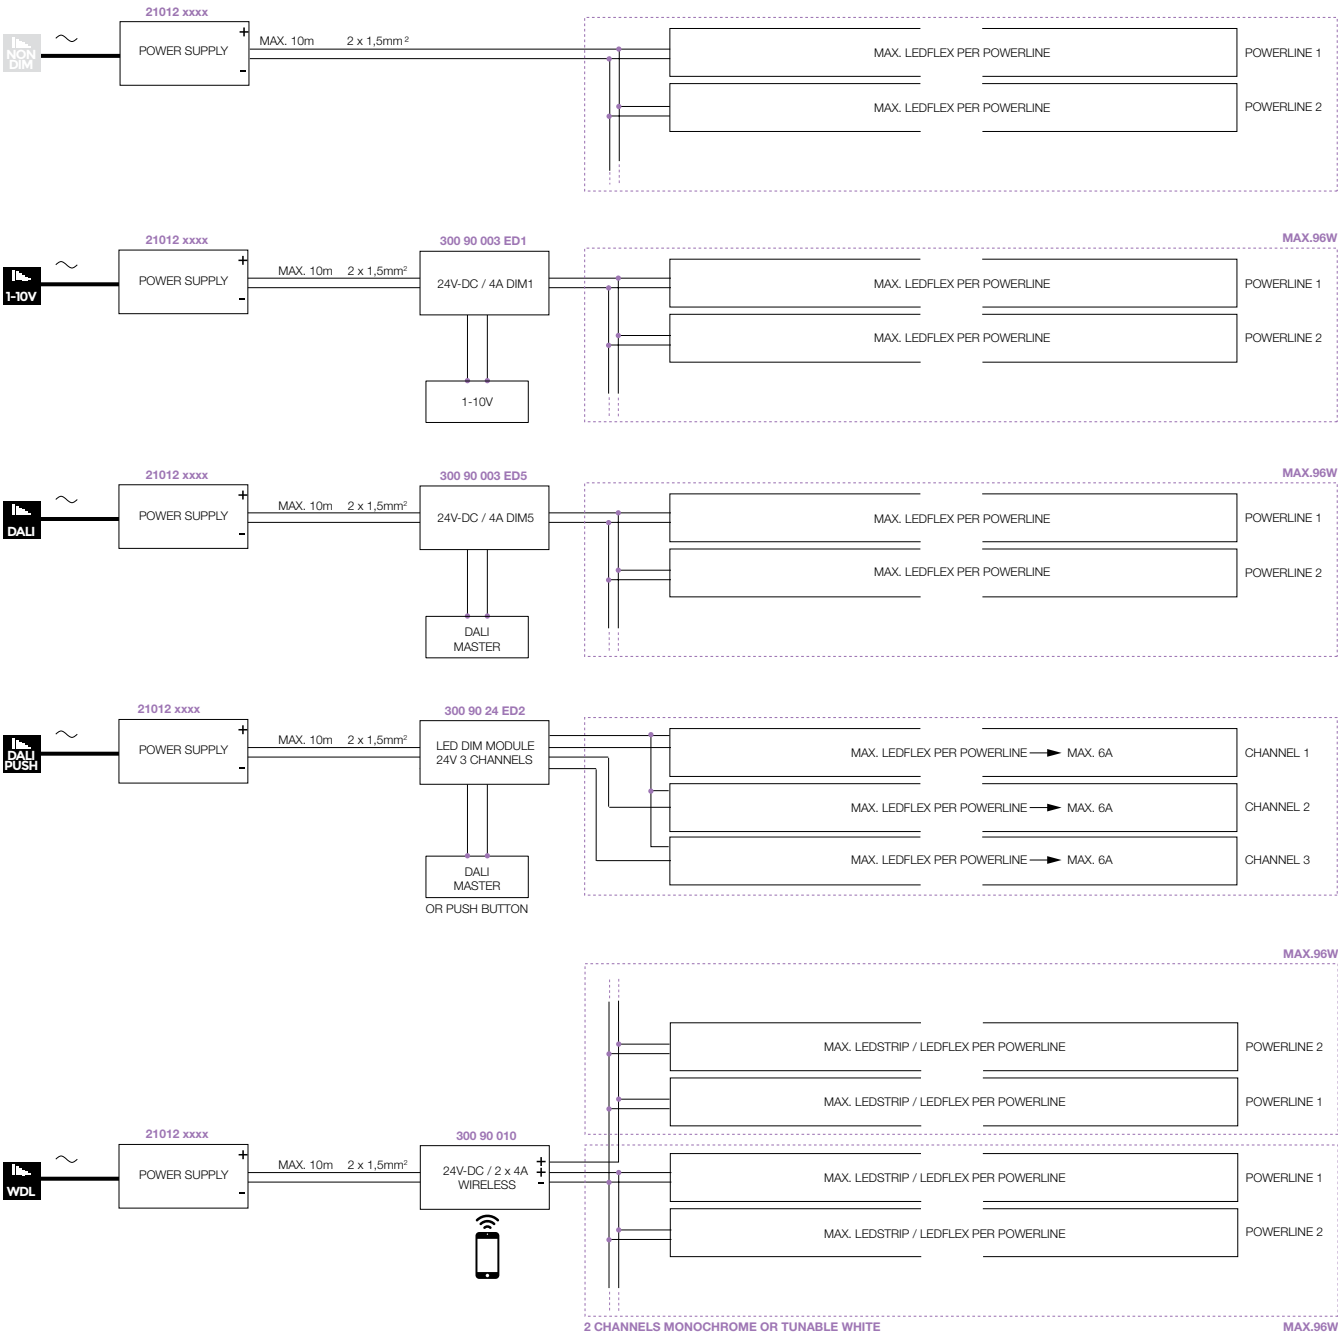 21012 xxxx
NON
DIM
POWER SUPPLY
+
-
MAX. 10m 2 x 1,5mm²
MAX. LEDFLEX PER POWERLINE
POWERLINE 1
MAX. LEDFLEX PER POWERLINE
POWERLINE 2
21012 xxxx
300 90 003 ED1
MAX.96W
1-10V
POWER SUPPLY
+
-
MAX. 10m 2 x 1,5mm²
24V-DC / 4A DIM1
1-10V
MAX. LEDFLEX PER POWERLINE
POWERLINE 1
MAX. LEDFLEX PER POWERLINE
POWERLINE 2
21012 xxxx
300 90 003 ED5
MAX.96W
DALI
POWER SUPPLY
+
-
MAX. 10m 2 x 1,5mm²
24V-DC / 4A DIM5
DALI
MASTER
MAX. LEDFLEX PER POWERLINE
POWERLINE 1
MAX. LEDFLEX PER POWERLINE
POWERLINE 2
21012 xxxx
300 90 24 ED2
DALI
PUSH
POWER SUPPLY
+
-
MAX. 10m 2 x 1,5mm²
LED DIM MODULE
24V 3 CHANNELS
DALI
MASTER
OR PUSH BUTTON
MAX. LEDFLEX PER POWERLINE MAX. 6A
CHANNEL 1
MAX. LEDFLEX PER POWERLINE MAX. 6A
CHANNEL 2
MAX. LEDFLEX PER POWERLINE MAX. 6A
CHANNEL 3
MAX.96W
MAX. LEDSTRIP / LEDFLEX PER POWERLINE
POWERLINE 2
MAX. LEDSTRIP / LEDFLEX PER POWERLINE
POWERLINE 1
21012 xxxx
300 90 010
WDL
POWER SUPPLY
+
-
MAX. 10m 2 x 1,5mm²
24V-DC / 2 x 4A
WIRELESS
+
+
-
MAX. LEDSTRIP / LEDFLEX PER POWERLINE
POWERLINE 1
MAX. LEDSTRIP / LEDFLEX PER POWERLINE
POWERLINE 2
2 CHANNELS MONOCHROME OR TUNABLE WHITE
MAX.96W